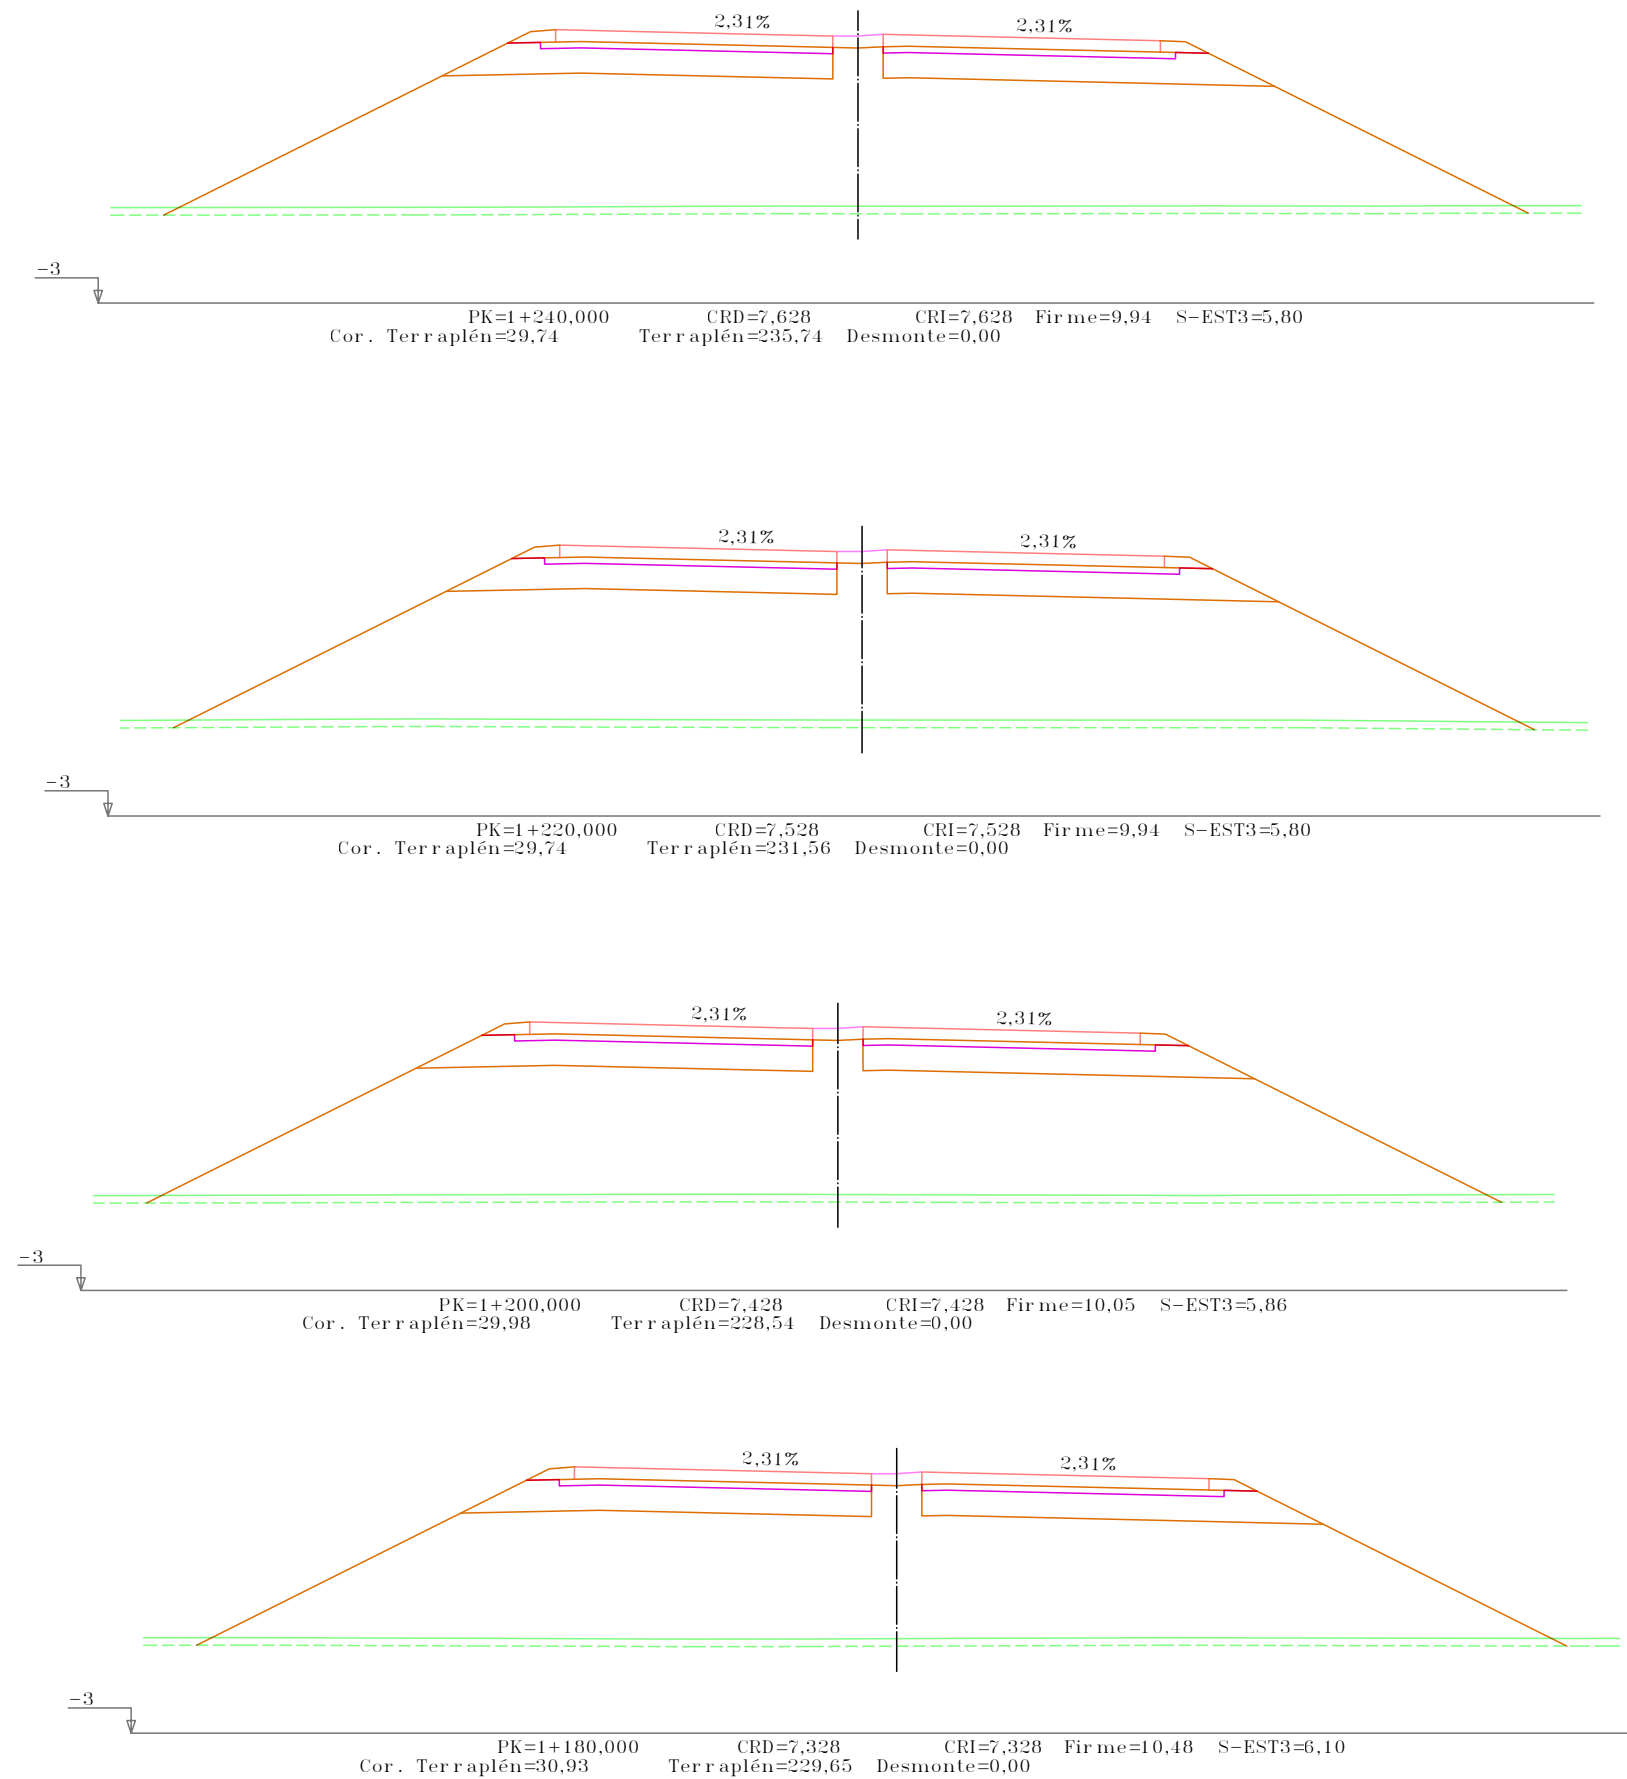 2,31% 2,31%
-3
PK=1+240,000 CRD=7,628 CRI=7,628 Firme=9,94 S-EST3=5,80
Cor. Terraplén=29,74 Terraplén=235,74 Desmonte=0,00
2,31% 2,31%
-3
PK=1+220,000 CRD=7,528 CRI=7,528 Firme=9,94 S-EST3=5,80
Cor. Terraplén=29,74 Terraplén=231,56 Desmonte=0,00
2,31% 2,31%
-3
PK=1+200,000 CRD=7,428 CRI=7,428 Firme=10,05 S-EST3=5,86
Cor. Terraplén=29,98 Terraplén=228,54 Desmonte=0,00
2,31% 2,31%
-3
PK=1+180,000 CRD=7,328 CRI=7,328 Firme=10,48 S-EST3=6,10
Cor. Terraplén=30,93 Terraplén=229,65 Desmonte=0,00